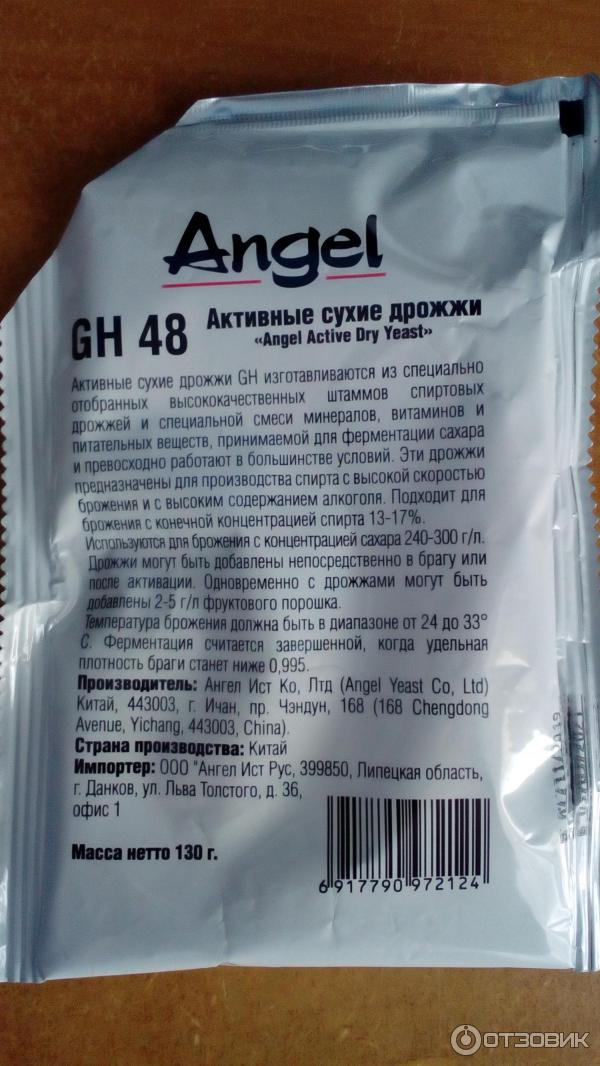 Angel
GH 48 Активные сухие дрожжи
«Angel Active Dry Yeast»
Активные сухие дрожжи GH изготавливаются из специально
отобранных высококачественных штаммов спиртовых
дрожжей и специальной смеси минералов, витаминов и
питательных веществ, принимаемой для ферментации сахара
и превосходно работают в большинстве условий. Эти дрожжи
предназначены для производства спирта с высокой скоростью
брожения и с высоким содержанием алкоголя. Подходит для
брожения с конечной концентрацией спирта 13-17%.
Используются для брожения с концентрацией сахара 240-300 г/л.
Дрожжи могут быть добавлены непосредственно в брагу или
после активации. Одновременно с дрожжами могут быть
добавлены 2-5 г/л фруктового порошка.
Температура брожения должна быть в диапазоне от 24 до 33°
С. Ферментация считается завершенной, когда удельная
плотность браги станет ниже 0,995.
Производитель: Ангел Ист Ко, Лтд (Angel Yeast Co, Ltd)
Китай, 443003, г. Ичан, пр. Чэндун, 168 (168 Chengdong
Avenue, Yichang, 443003, China).
Страна производства: Китай
Импортер: ООО "Ангел Ист Рус, 399850, Липецкая область,
г. Данков, ул. Льва Толстого, д. 36,
офис 1
Масса нетто 130 г.
6 917790 972124
ОТЗОВИК